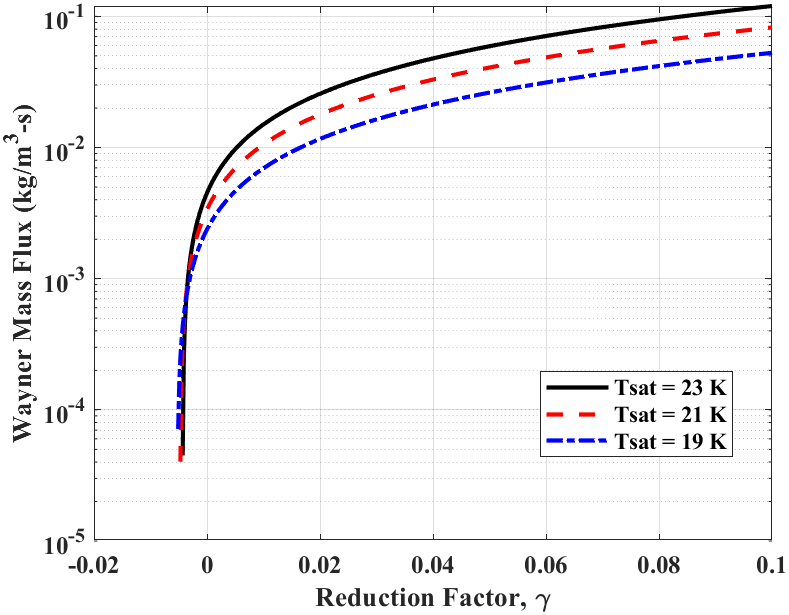 10^-1
10^-2
10^-3
10^-4
10^-5
-0.02
0
0.02
0.04
0.06
0.08
0.1
Wayner Mass Flux (kg/m^3-s)
Reduction Factor, γ
Tsat = 23 K
Tsat = 21 K
Tsat = 19 K